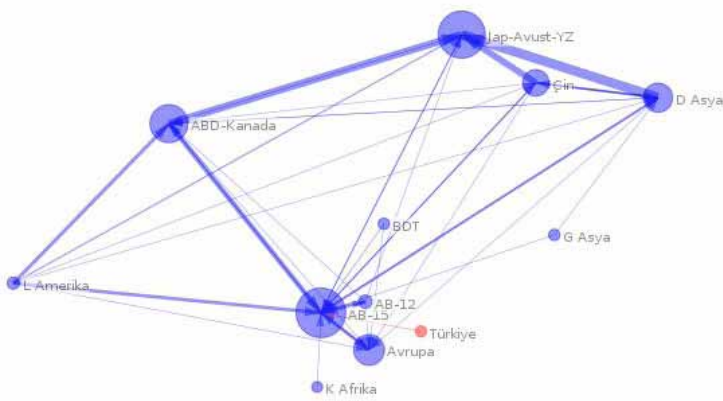 Jap-Avust-YZ
Çin
D Asya
ABD-Kanada
BDT
G Asya
L Amerika
AB-12
AB-15
Türkiye
Avrupa
K Afrika